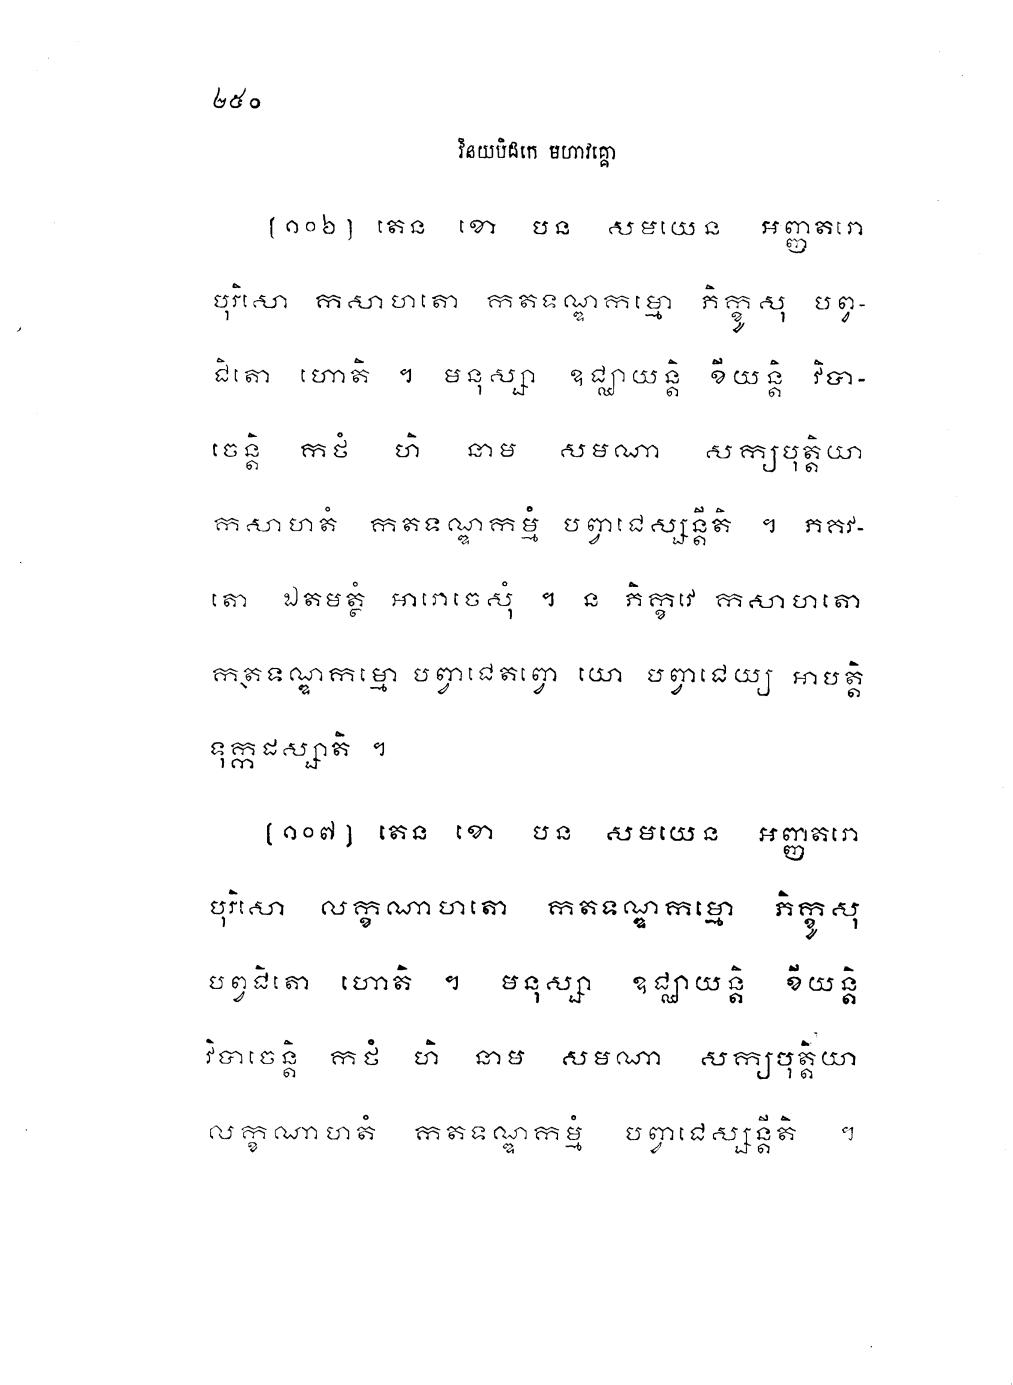 ២៥០
វិនយបិដកេ មហាវគ្គោ
[១០៦] តេន ខោ បន សមយេន អញ្ញតរោ
បុរិសោ កសាហតោ កតទណ្ឌកម្មោ ភិក្ខូសុ បព្វ-
ជិតោ ហោតិ ។ មនុស្សា ឧជ្ឈាយន្តិ ខីយន្តិ វិបា-
ចេន្តិ កថំ ហិ នាម សមណា សក្យបុត្តិយា
កសាហតំ កតទណ្ឌកម្មំ បព្វាជេស្សន្តីតិ ។ ភគវ-
តោ ឯតមត្ថំ អារោចេសុំ ។ ន ភិក្ខវេ កសាហតោ
កតទណ្ឌកម្មោ បព្វាជេតព្វោ យោ បព្វាជេយ្យ អាបត្តិ
ទុក្កដស្សាតិ ។
[១០៧] តេន ខោ បន សមយេន អញ្ញតរោ
បុរិសោ លក្ខណាហតោ កតទណ្ឌកម្មោ ភិក្ខូសុ
បព្វជិតោ ហោតិ ។ មនុស្សា ឧជ្ឈាយន្តិ ខីយន្តិ
វិបាចេន្តិ កថំ ហិ នាម សមណា សក្យបុត្តិយា
លក្ខណាហតំ កតទណ្ឌកម្មំ បព្វាជេស្សន្តីតិ ។